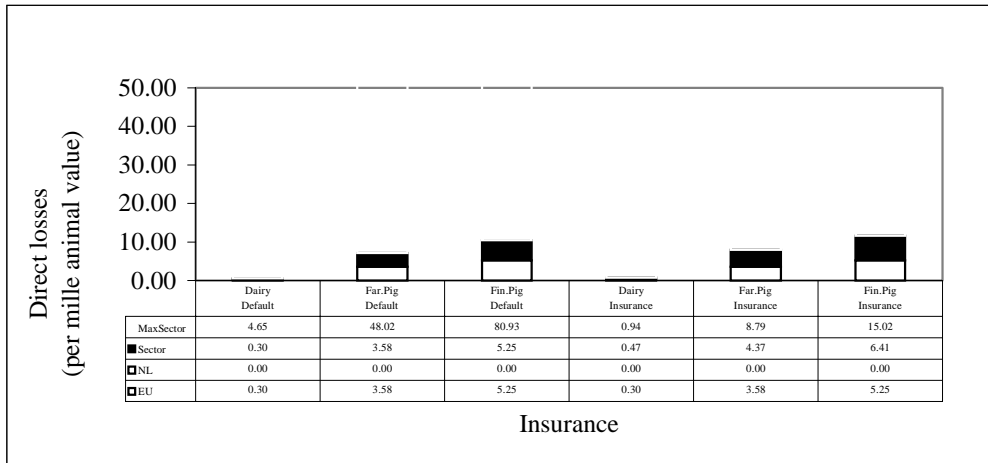 50.00
40.00
30.00
20.00
10.00
0.00
Direct losses
(per mille animal value)
Dairy Default Far.Pig Default Fin.Pig Default Dairy Insurance Far.Pig Insurance Fin.Pig Insurance
MaxSector 4.65 48.02 80.93 0.94 8.79 15.02
Sector 0.30 3.58 5.25 0.47 4.37 6.41
NL 0.00 0.00 0.00 0.00 0.00 0.00
EU 0.30 3.58 5.25 0.30 3.58 5.25
Insurance